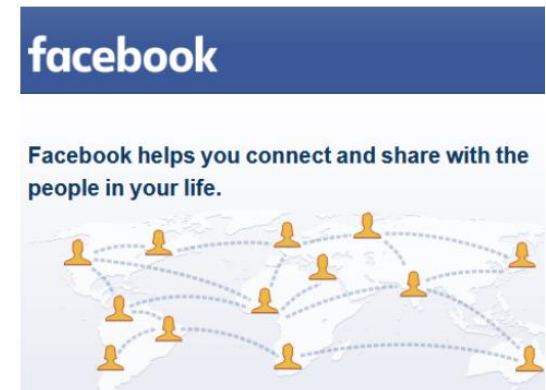 facebook
Facebook helps you connect and share with the
people in your life.